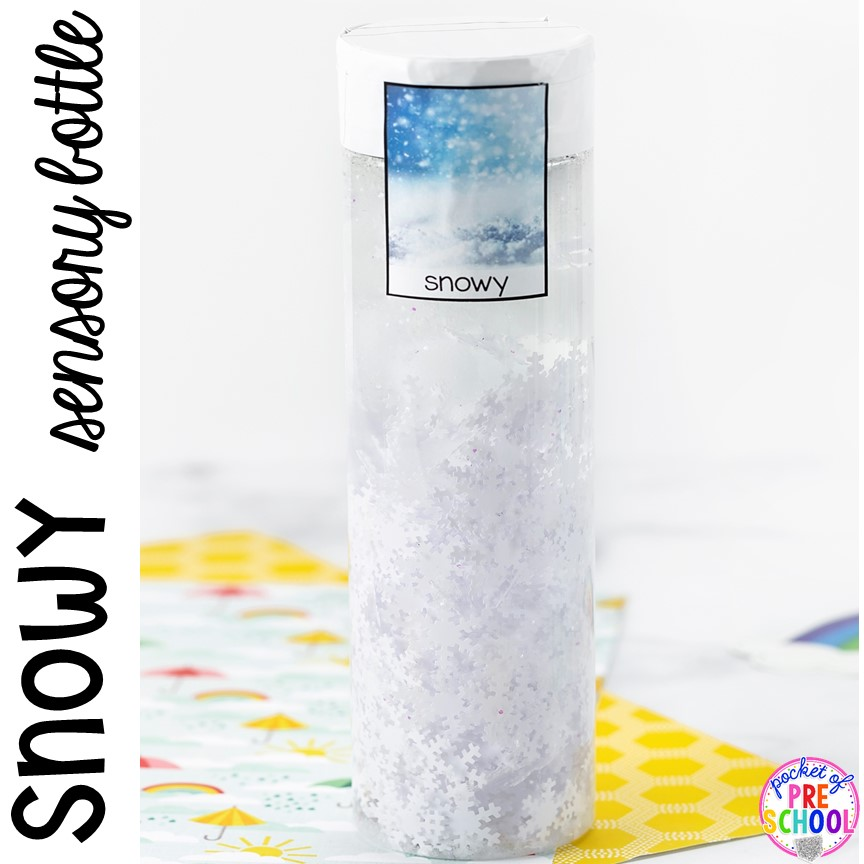 snowy sensory bottle
snowy
pocket of
PRE
SCHOOL